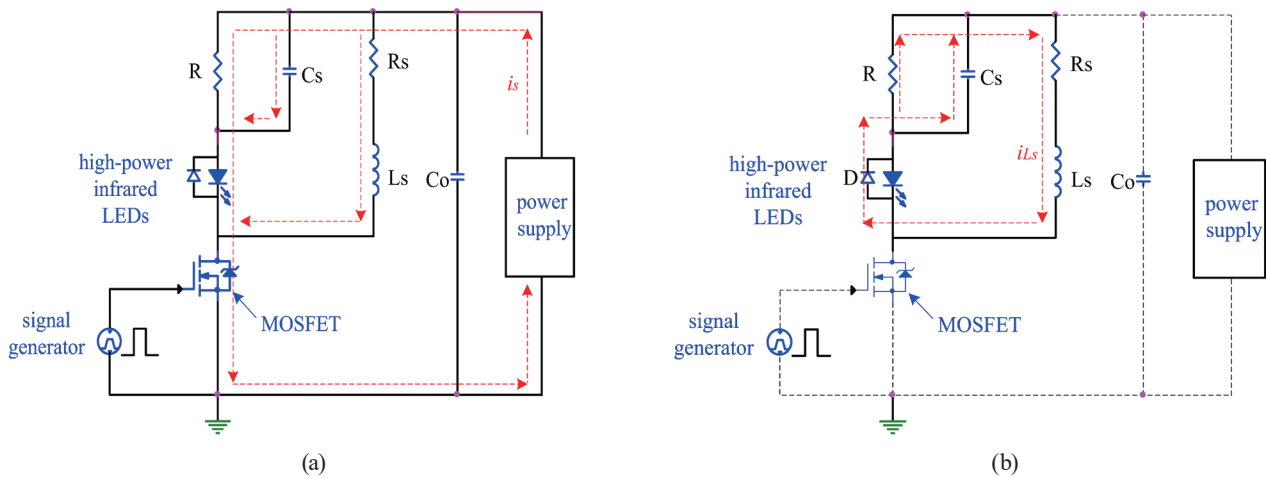 R
Cs
Rs
is
high-power
infrared
LEDs
Ls
Co
power
supply
MOSFET
signal
generator
(a)
R
Cs
Rs
iLs
high-power
infrared
LEDs
D
Ls
Co
power
supply
MOSFET
signal
generator
(b)